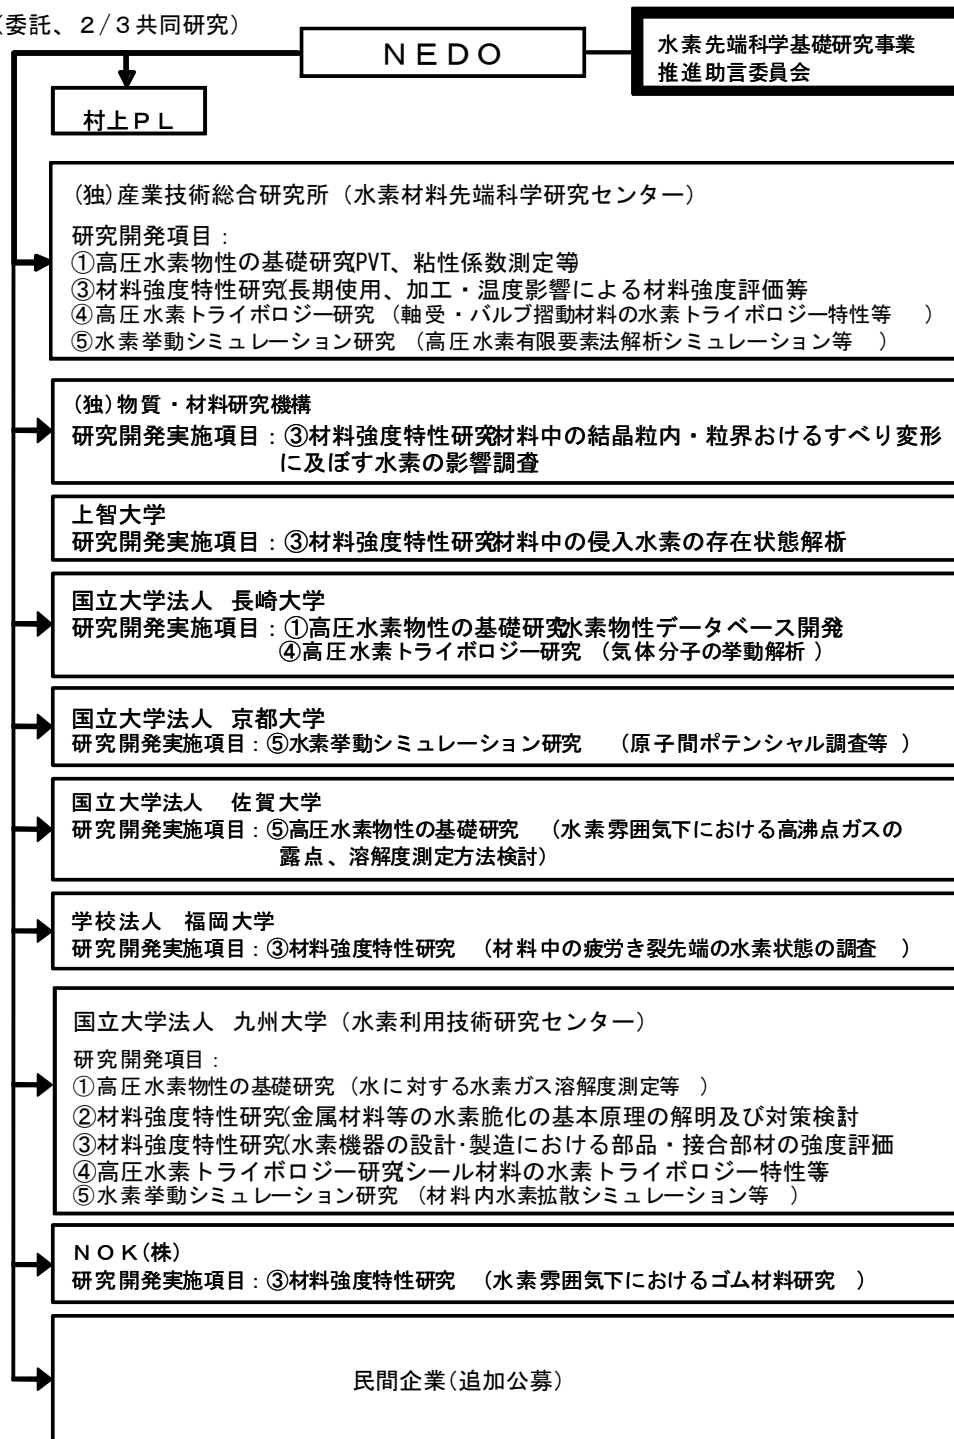 (委託、2/3共同研究)
NEDO
水素先端科学基礎研究事業
推進助言委員会
村上PL
(独)産業技術総合研究所(水素材料先端科学研究センター)
研究開発項目:
①高圧水素物性の基礎研究(PVT、粘性係数測定等)
③材料強度特性研究(長期使用、加工・温度影響による材料強度評価等)
④高圧水素トライボロジー研究(軸受・バルブ摺動材料の水素トライボロジー特性等)
⑤水素挙動シミュレーション研究(高圧水素有限要素法解析シミュレーション等)
(独)物質・材料研究機構
研究開発実施項目:③材料強度特性研究(材料中の結晶粒内・粒界おけるすべり変形
に及ぼす水素の影響調査)
上智大学
研究開発実施項目:③材料強度特性研究(材料中の侵入水素の存在状態解析)
国立大学法人 長崎大学
研究開発実施項目:①高圧水素物性の基礎研究(水素物性データベース開発)
④高圧水素トライボロジー研究(気体分子の挙動解析)
国立大学法人 京都大学
研究開発実施項目:⑤水素挙動シミュレーション研究 (原子間ポテンシャル調査等)
国立大学法人 佐賀大学
研究開発実施項目:⑤高圧水素物性の基礎研究 (水素雰囲気下における高沸点ガスの
露点、溶解度測定方法検討)
学校法人 福岡大学
研究開発実施項目:③材料強度特性研究 (材料中の疲労き裂先端の水素状態の調査)
国立大学法人 九州大学(水素利用技術研究センター)
研究開発項目:
①高圧水素物性の基礎研究(水に対する水素ガス溶解度測定等)
②材料強度特性研究(金属材料等の水素脆化の基本原理の解明及び対策検討)
③材料強度特性研究(水素機器の設計・製造における部品・接合部材の強度評価)
④高圧水素トライボロジー研究(シール材料の水素トライボロジー特性等)
⑤水素挙動シミュレーション研究(材料内水素拡散シミュレーション等)
NOK(株)
研究開発実施項目:③材料強度特性研究 (水素雰囲気下におけるゴム材料研究)
民間企業(追加公募)